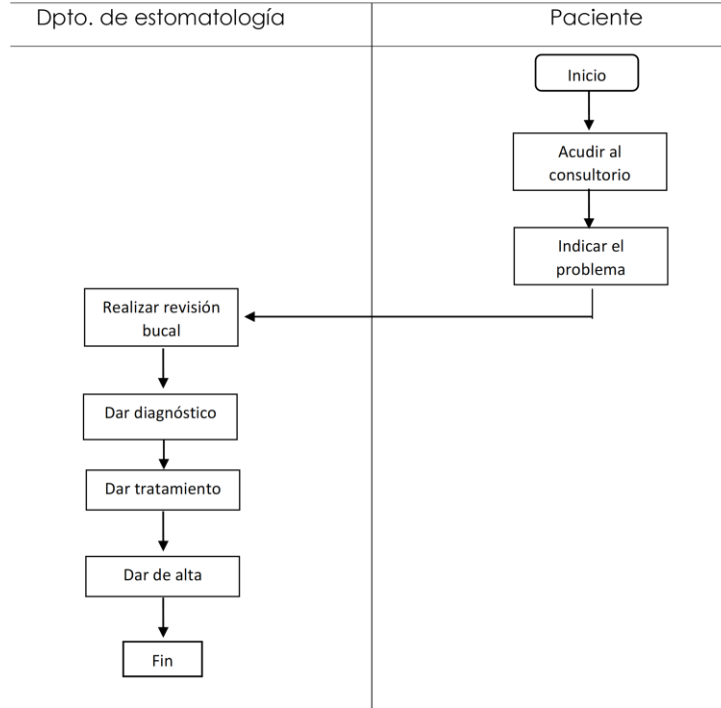 Dpto. de estomatología
Paciente
Inicio
Acudir al
consultorio
Indicar el
problema
Realizar revisión
bucal
Dar diagnóstico
Dar tratamiento
Dar de alta
Fin